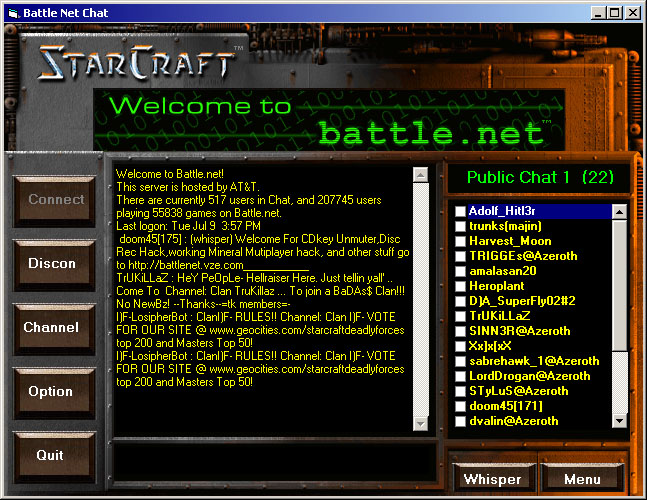 Battle Net Chat
STARCRAFT™
Welcome to
battle.net™
Connect
Discon
Channel
Option
Quit
Welcome to Battle.net!
This server is hosted by AT&T.
There are currently 517 users in Chat, and 207745 users
playing 55838 games on Battle.net.
Last logon: Tue Jul 9  3:57 PM
doom45[175] : (whisper) Welcome For CDkey Unmuter,Disc
Rec Hack,working Mineral Mutiplayer hack, and other stuff go
to http://battlenet.vze.com
TrUKiLLaZ : HeY PeOpLe- Hellraiser Here. Just tellin yall' ..
Come To  Channel: Clan TruKillaz ... To join a BaDAs$ Clan!!!
No NewBz! --Thanks--=tk members=-
I)F-LosipherBot : ClanI)F- RULES!! Channel: Clan I)F- VOTE
FOR OUR SITE @ www.geocities.com/starcraftdeadlyforces
top 200 and Masters Top 50!
I)F-LosipherBot : ClanI)F- RULES!! Channel: Clan I)F- VOTE
FOR OUR SITE @ www.geocities.com/starcraftdeadlyforces
top 200 and Masters Top 50!
Public Chat 1  (22)
Adolf_Hitl3r
trunks[majin)
Harvest_Moon
TRIGGEs@Azeroth
amalasan20
Heroplant
D]A_SuperFly02#2
TrUKiLLaZ
SINN3R@Azeroth
Xx]x[xX
sabrehawk_1@Azeroth
LordDrogan@Azeroth
STyLuS@Azeroth
doom45[171]
dvalin@Azeroth
Whisper
Menu